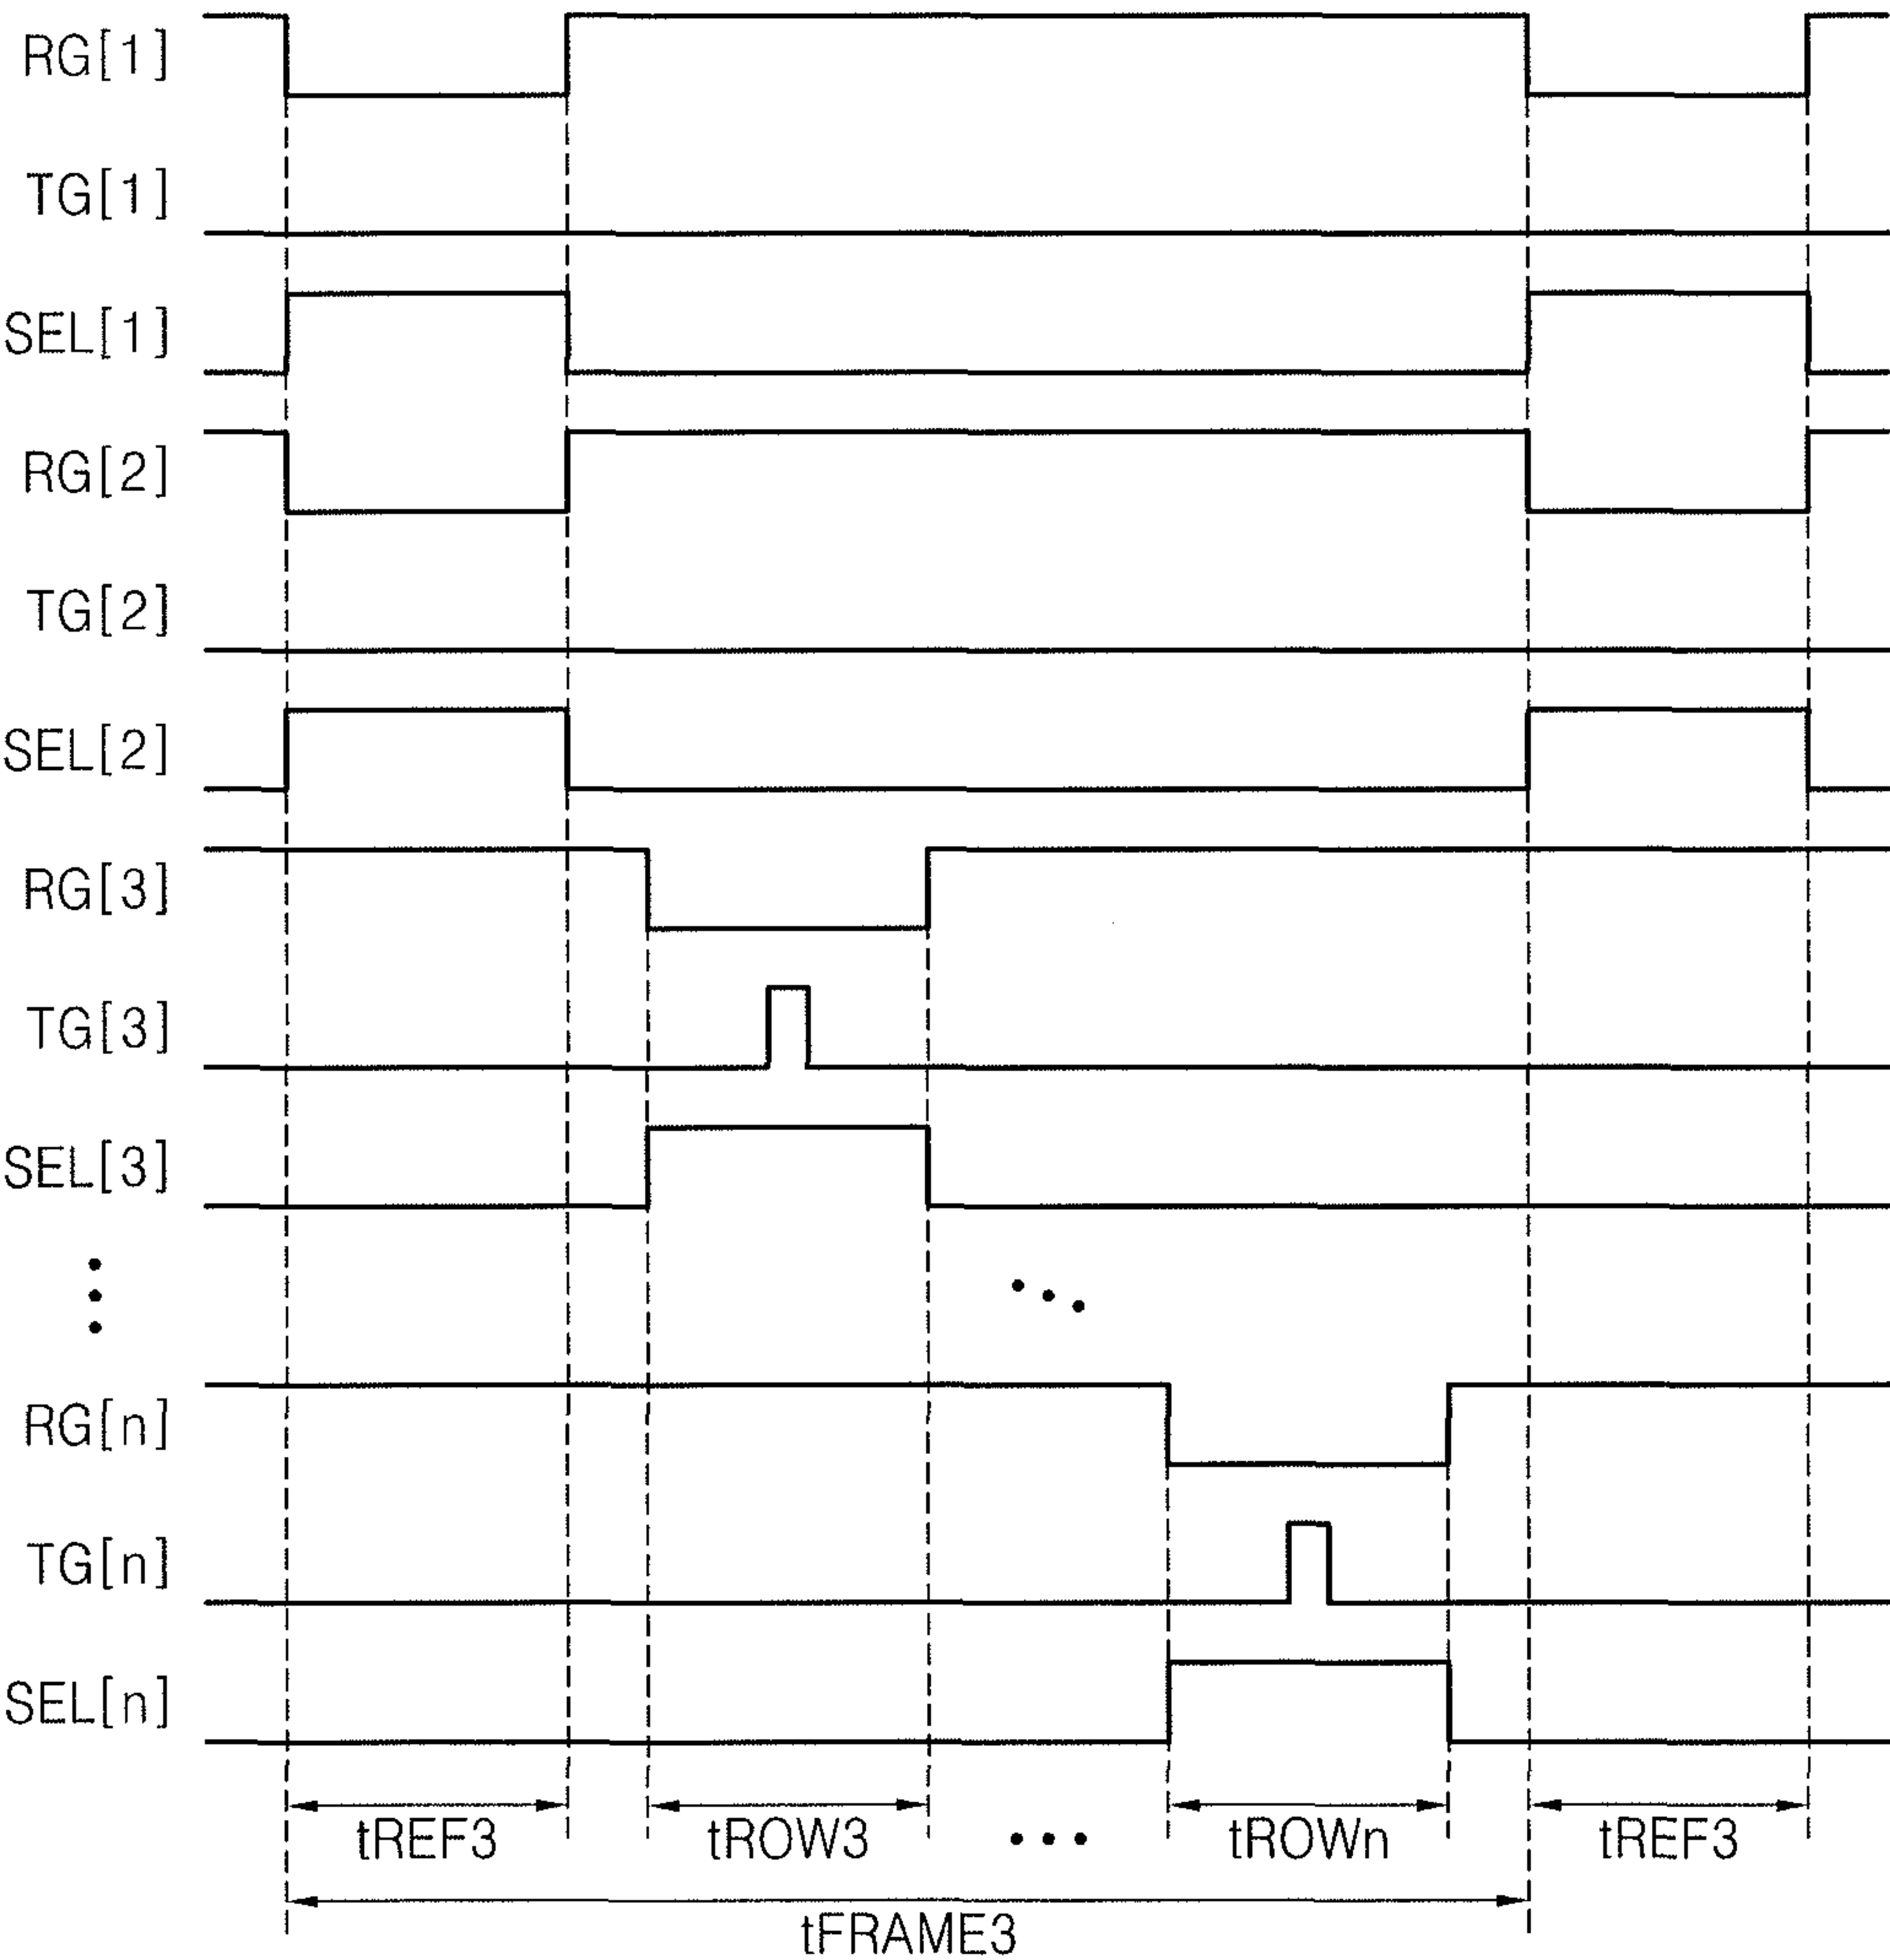 RG[1]
TG[1]
SEL[1]
RG[2]
TG[2]
SEL[2]
RG[3]
TG[3]
SEL[3]
RG[n]
TG[n]
SEL[n]
tREF3 tROW3 ••• tROWn tREF3
tFRAME3